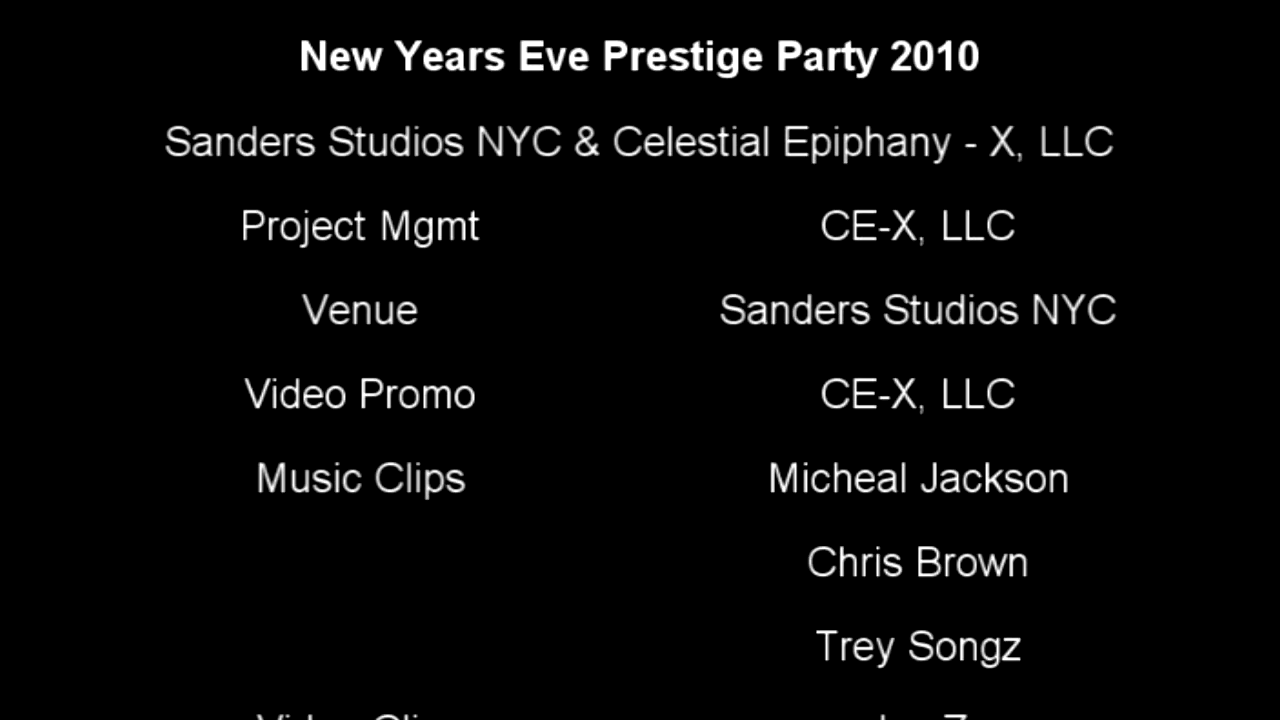 New Years Eve Prestige Party 2010
Sanders Studios NYC & Celestial Epiphany - X, LLC
Project Mgmt CE-X, LLC
Venue Sanders Studios NYC
Video Promo CE-X, LLC
Music Clips Micheal Jackson
Chris Brown
Trey Songz